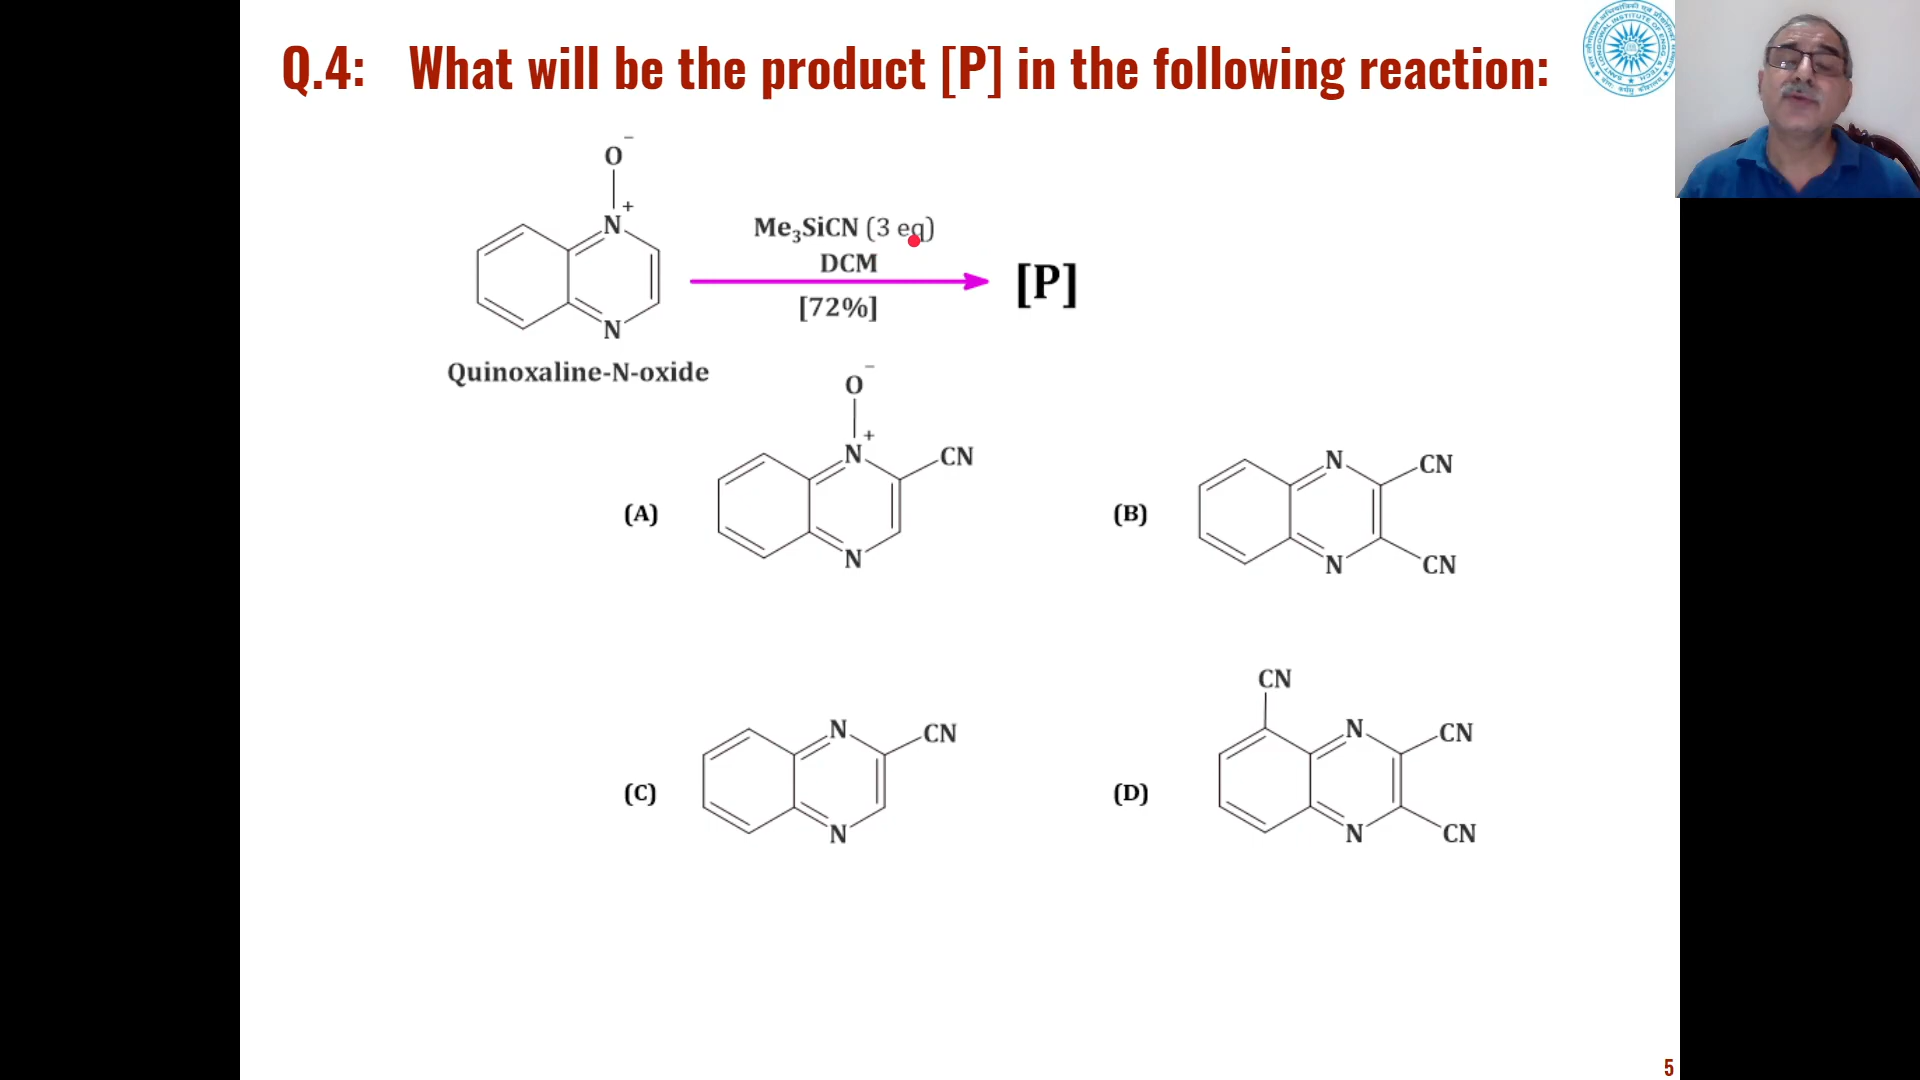 Q.4: What will be the product [P] in the following reaction:
O⁻
N⁺
N
Quinoxaline-N-oxide
Me₃SiCN (3 eq)
DCM
[72%]
[P]
(A)
O⁻
N⁺
CN
N
(B)
N
CN
N
CN
(C)
N
CN
N
(D)
CN
N
CN
N
CN
5